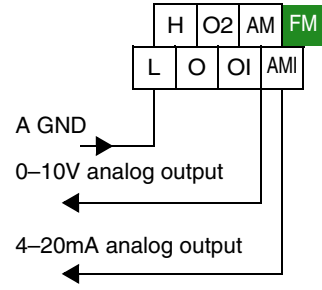 H O2 AM FM
L O OI AMI
A GND
0–10V analog output
4–20mA analog output